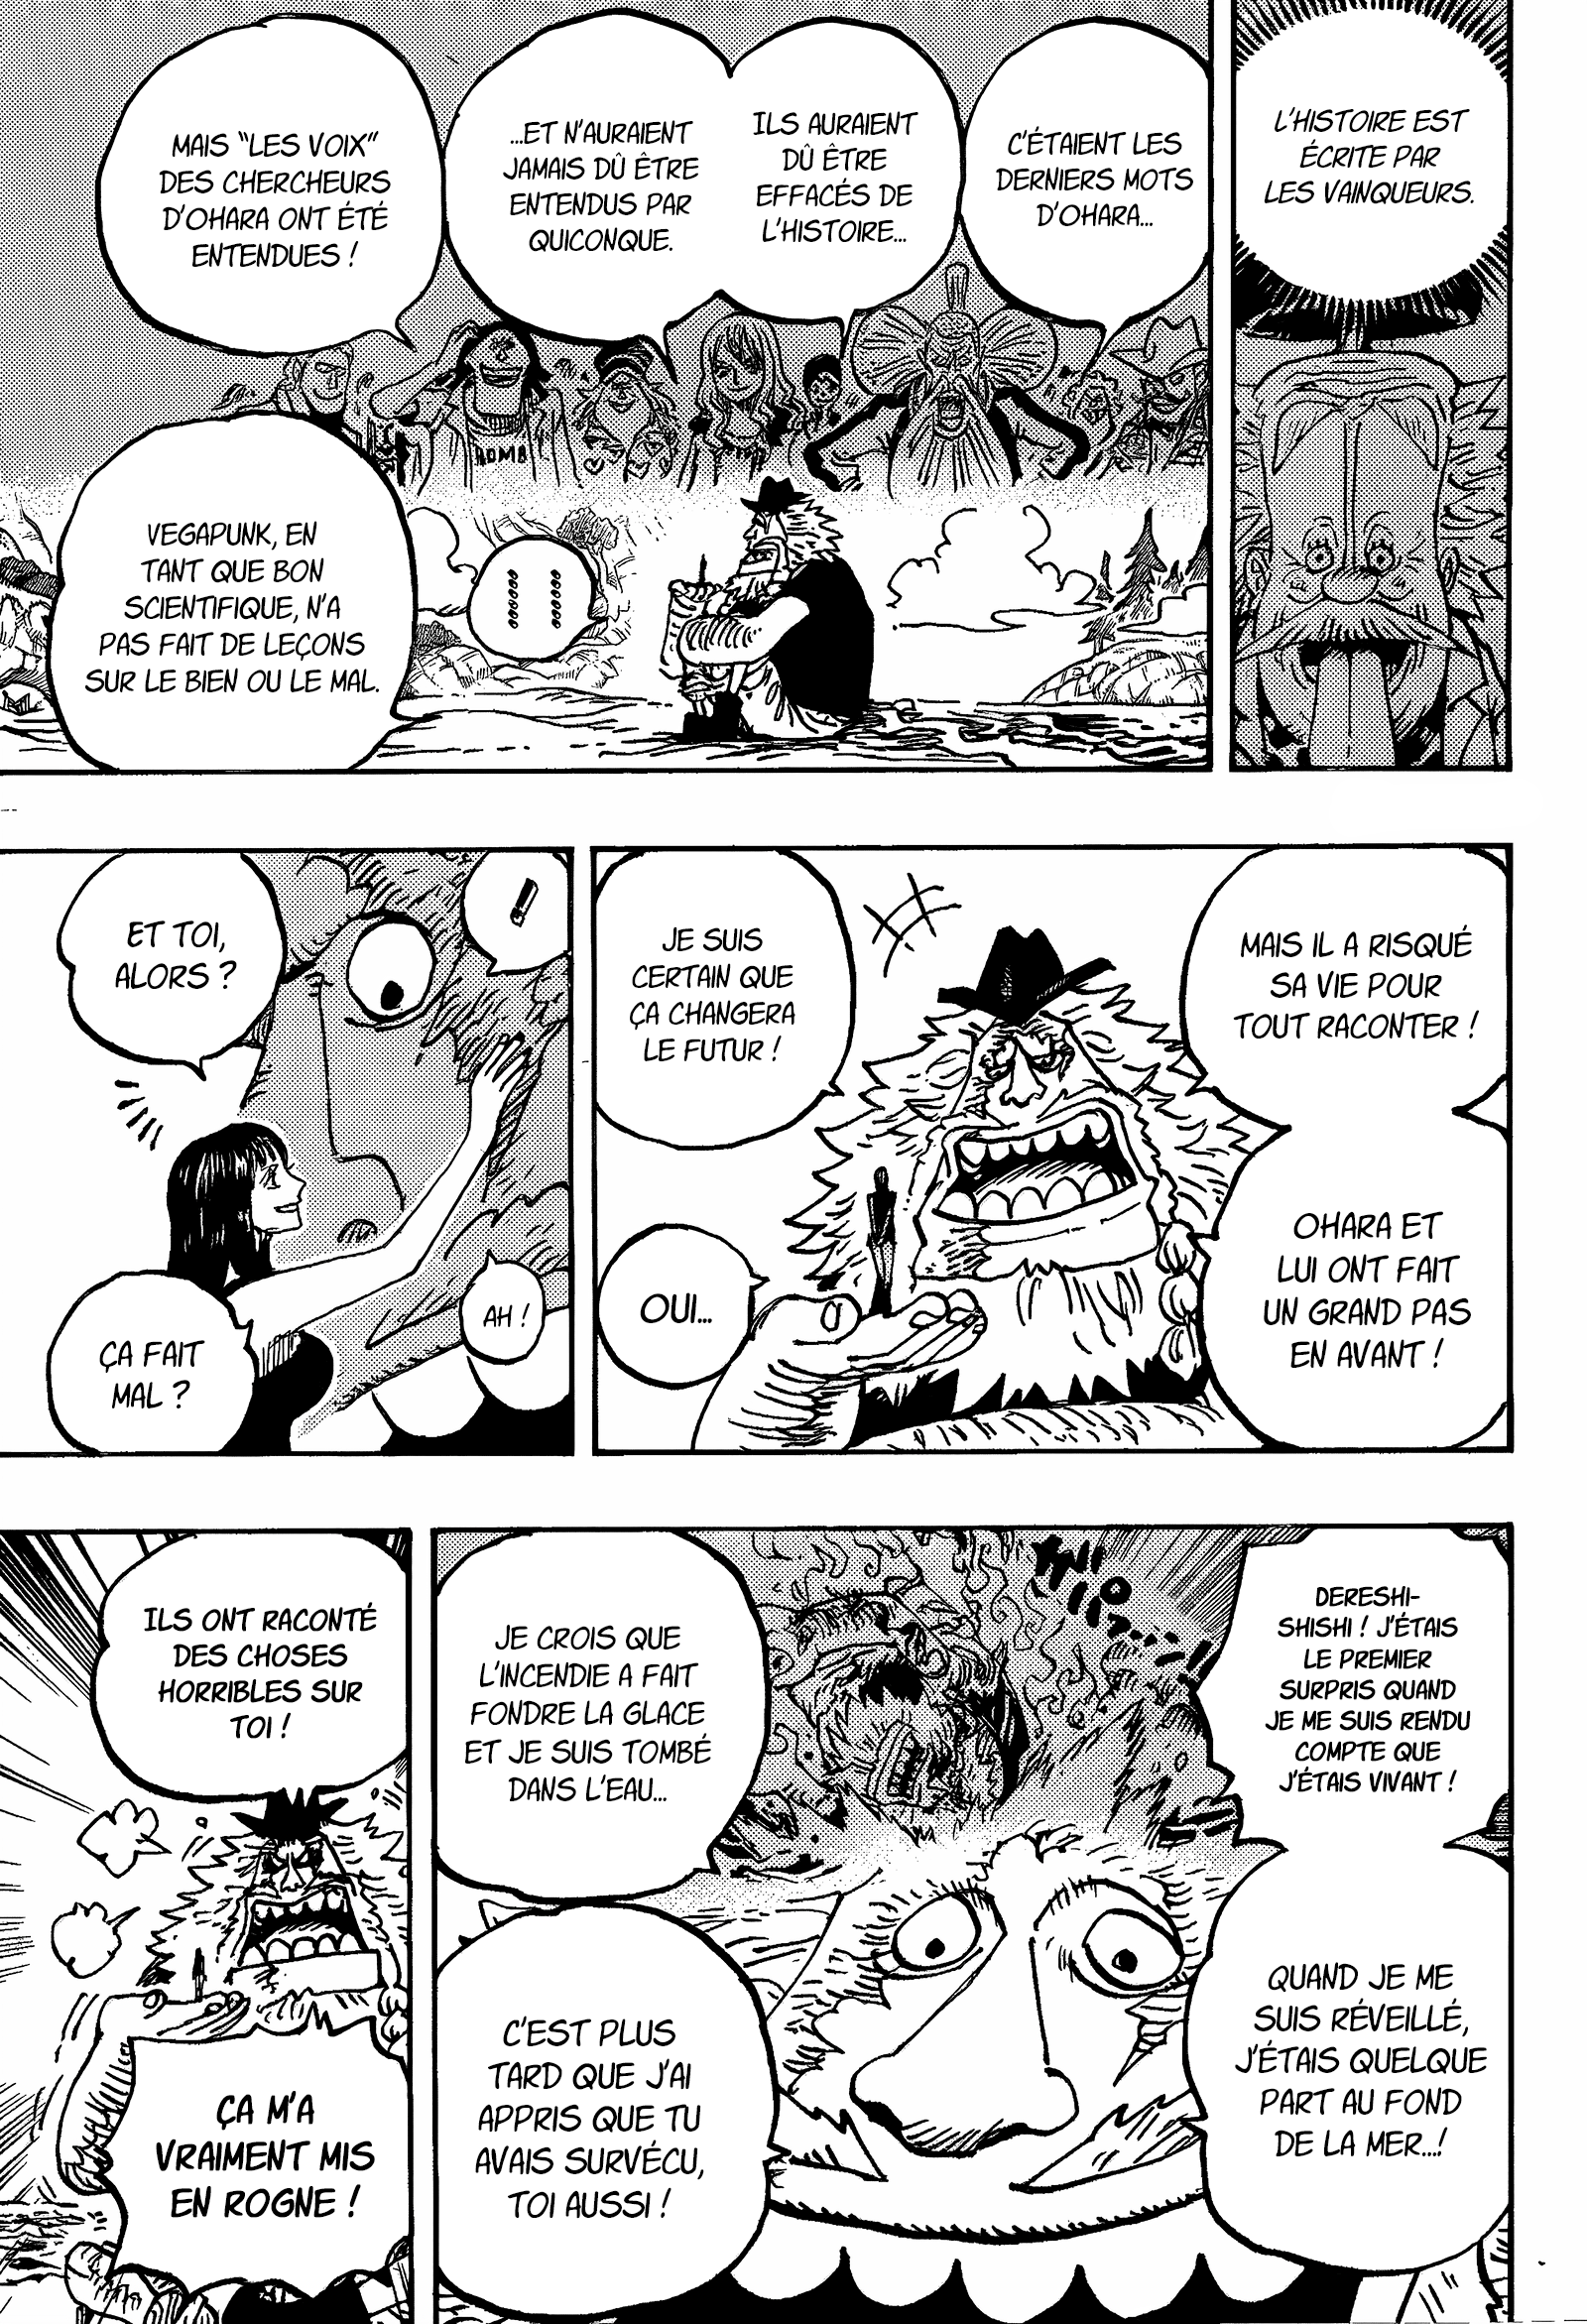 L'HISTOIRE EST
ÉCRITE PAR
LES VAINQUEURS.
C'ÉTAIENT LES
DERNIERS MOTS
D'OHARA...
ILS AURAIENT
DÛ ÊTRE
EFFACÉS DE
L'HISTOIRE...
...ET N'AURAIENT
JAMAIS DÛ ÊTRE
ENTENDUS PAR
QUICONQUE.
MAIS "LES VOIX"
DES CHERCHEURS
D'OHARA ONT ÉTÉ
ENTENDUES !
VEGAPUNK, EN
TANT QUE BON
SCIENTIFIQUE, N'A
PAS FAIT DE LEÇONS
SUR LE BIEN OU LE MAL.
MAIS IL A RISQUÉ
SA VIE POUR
TOUT RACONTER !
OHARA ET
LUI ONT FAIT
UN GRAND PAS
EN AVANT !
JE SUIS
CERTAIN QUE
ÇA CHANGERA
LE FUTUR !
OUI...
!
ET TOI,
ALORS ?
AH !
ÇA FAIT
MAL ?
DERESHI-
SHISHI ! J'ÉTAIS
LE PREMIER
SURPRIS QUAND
JE ME SUIS RENDU
COMPTE QUE
J'ÉTAIS VIVANT !
QUAND JE ME
SUIS RÉVEILLÉ,
J'ÉTAIS QUELQUE
PART AU FOND
DE LA MER...!
JE CROIS QUE
L'INCENDIE A FAIT
FONDRE LA GLACE
ET JE SUIS TOMBÉ
DANS L'EAU...
C'EST PLUS
TARD QUE J'AI
APPRIS QUE TU
AVAIS SURVÉCU,
TOI AUSSI !
ILS ONT RACONTÉ
DES CHOSES
HORRIBLES SUR
TOI !
ÇA M'A
VRAIMENT MIS
EN ROGNE !